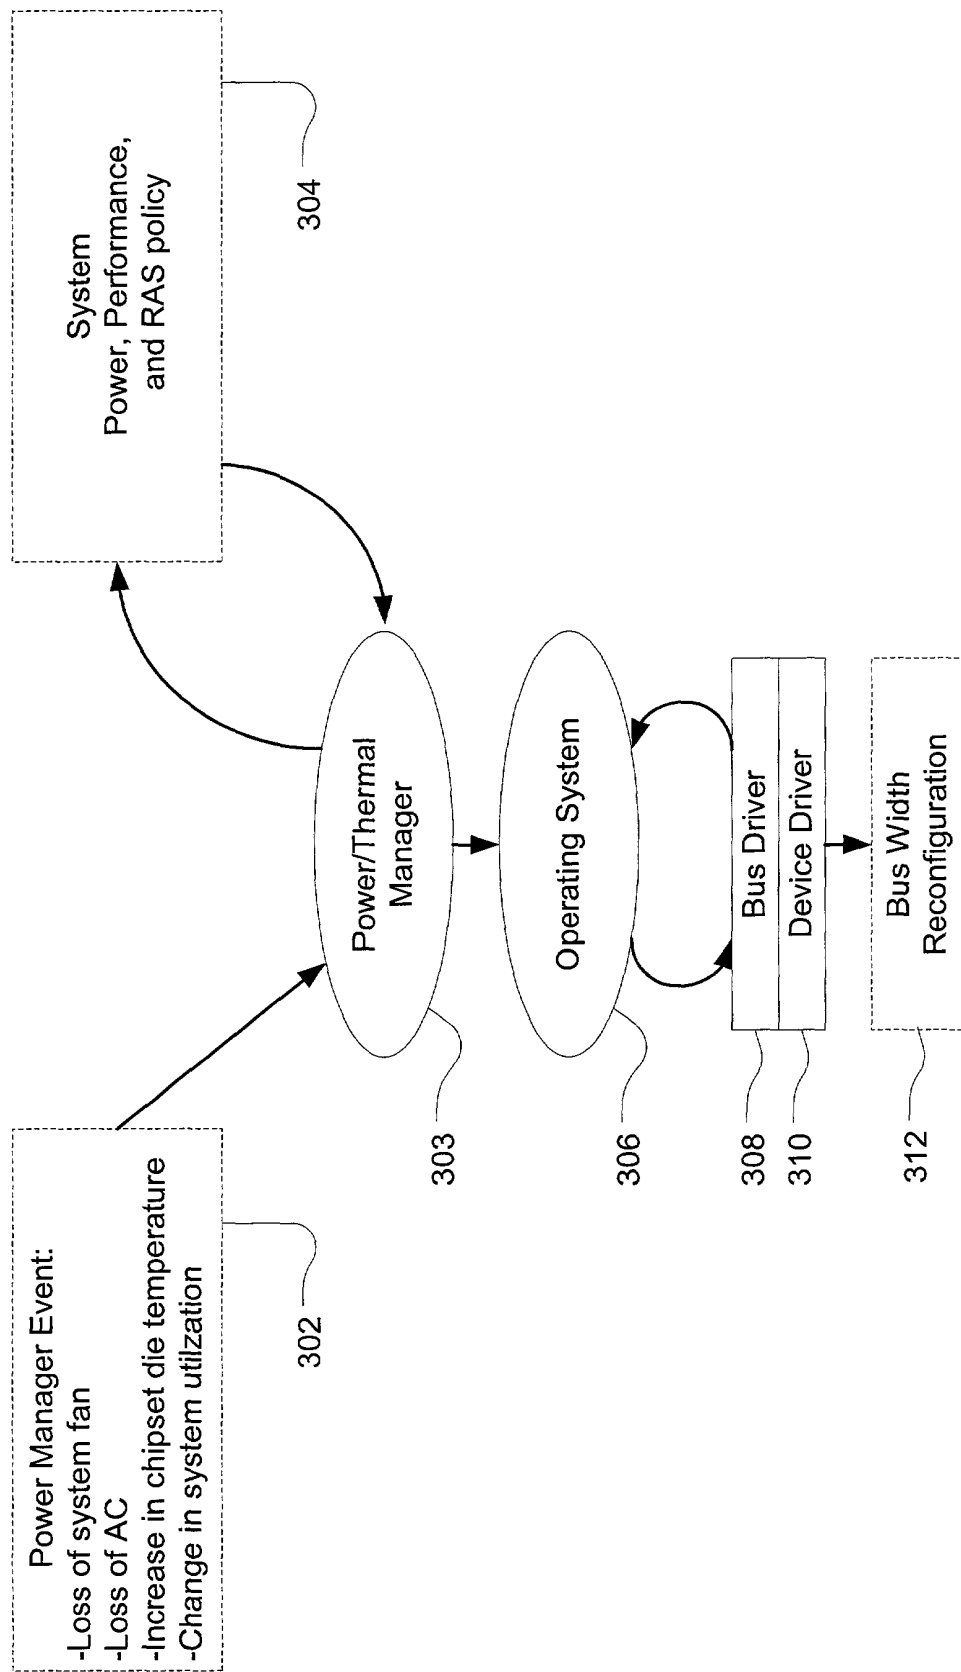 Power Manager Event:
-Loss of system fan
-Loss of AC
-Increase in chipset die temperature
-Change in system utilzation
302
System
Power, Performance,
and RAS policy
304
Power/Thermal
Manager
303
Operating System
306
Bus Driver
308
Device Driver
310
Bus Width
Reconfiguration
312